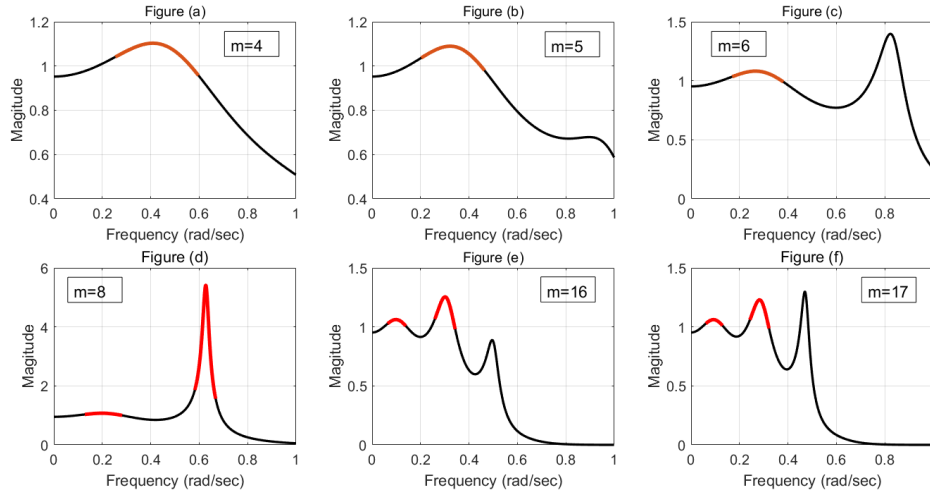 Figure (a)
1.2
1
0.8
0.6
0.4
Magitude
m=4
0
0.2
0.4
0.6
0.8
1
Frequency (rad/sec)
Figure (b)
1.2
1
0.8
0.6
0.4
Magitude
m=5
0
0.2
0.4
0.6
0.8
1
Frequency (rad/sec)
Figure (c)
1.5
1
0.5
0
Magitude
m=6
0
0.2
0.4
0.6
0.8
Frequency (rad/sec)
Figure (d)
6
4
2
0
Magnitude
m=8
0
0.2
0.4
0.6
0.8
1
Frequency (rad/sec)
Figure (e)
1.5
1
0.5
0
Magnitude
m=16
0
0.2
0.4
0.6
0.8
1
Frequency (rad/sec)
Figure (f)
1.5
1
0.5
0
Magnitude
m=17
0
0.2
0.4
0.6
0.8
Frequency (rad/sec)